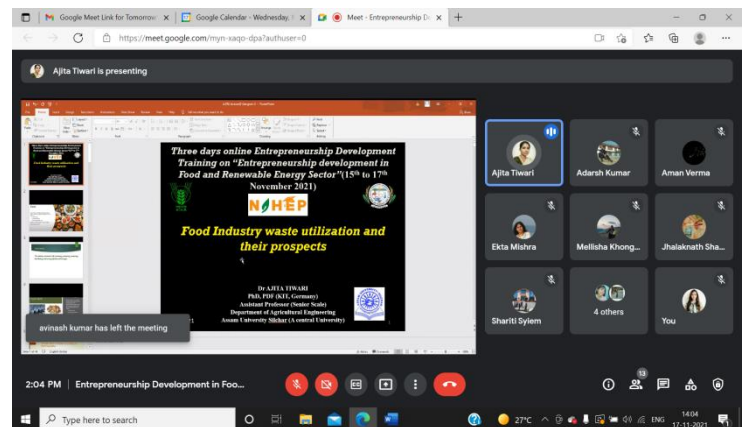 Google Meet Link for Tomorrow
Google Calendar - Wednesday,
Meet - Entrepreneurship D
https://meet.google.com/myn-xaqo-dpa?authuser=0
Ajita Tiwari is presenting
Three days online Entrepreneurship Development
Training on "Entrepreneurship development in
Food and Renewable Energy Sector"(15th to 17th
November 2021)
NAHEP
Food Industry waste utilization and
their prospects
Dr AJITA TIWARI
PhD, PDF (KIT, Germany)
Assistant Professor (Senior Scale)
Department of Agricultural Engineering
Assam University Silchar (A central University)
Ajita Tiwari
Adarsh Kumar
Aman Verma
Ekta Mishra
Mellisha Khong...
Jhalaknath Sha...
Shariti Syiem
4 others
You
avinash kumar has left the meeting
2:04 PM | Entrepreneurship Development in Foo...
13
Type here to search
27°C
ENG
14:04
17-11-2021